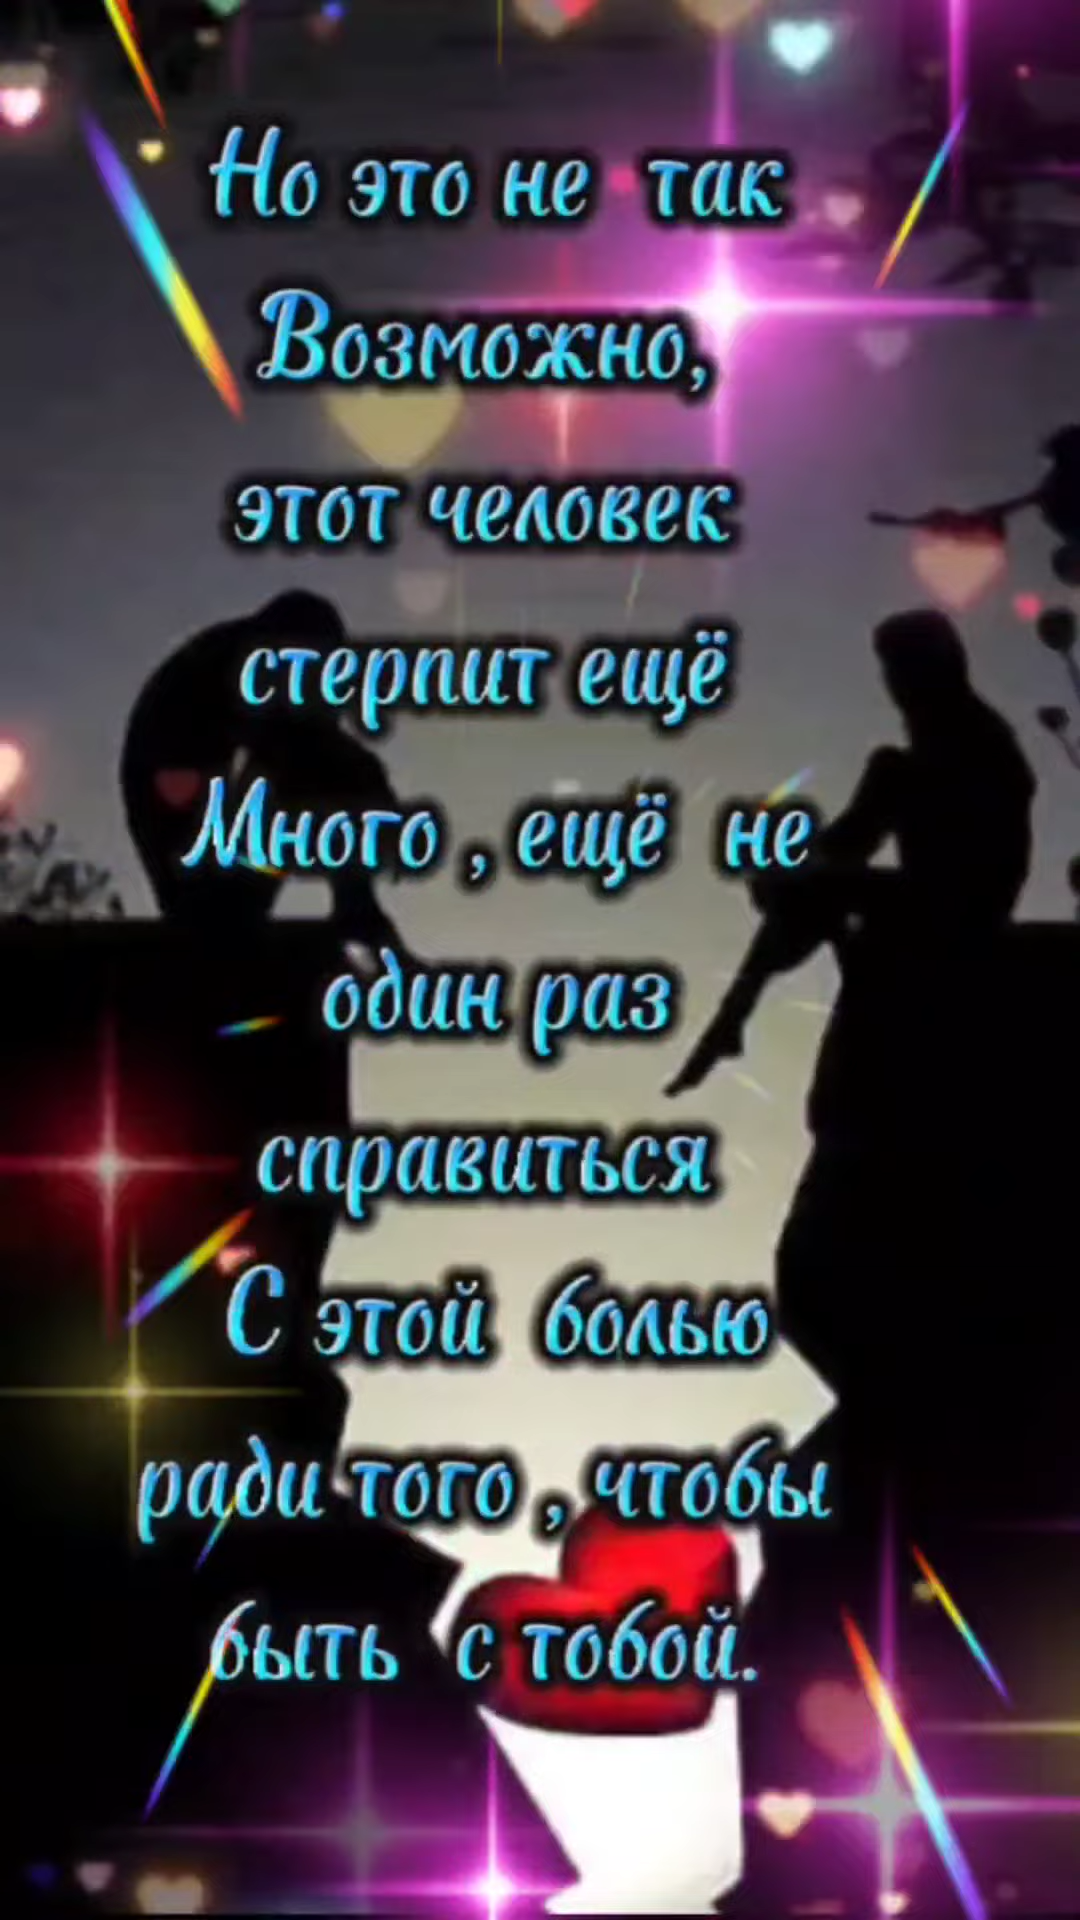 Но это не так
Возможно,
этот человек
стерпит ещё
Много , ещё не
один раз
справиться
С этой болью
ради того , чтобы
быть с тобой.